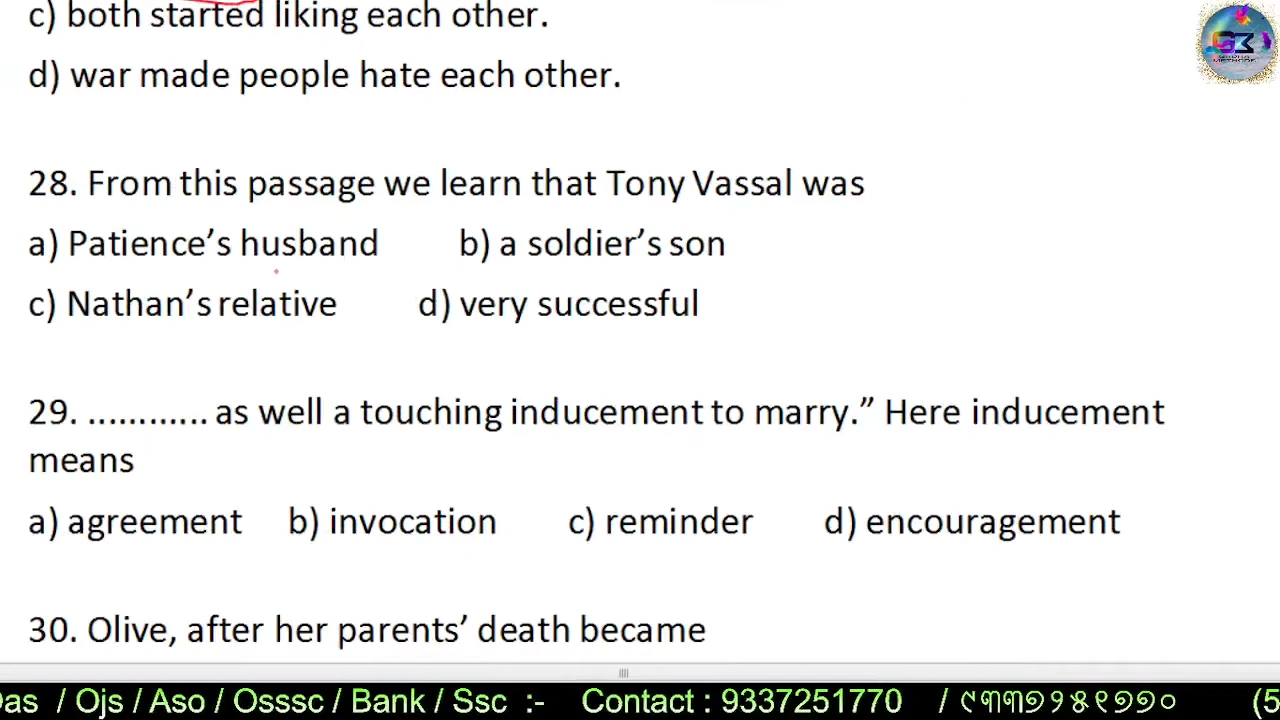 c) both started liking each other.
d) war made people hate each other.
28. From this passage we learn that Tony Vassal was
a) Patience’s husband b) a soldier’s son
c) Nathan’s relative d) very successful
29. ............ as well a touching inducement to marry.” Here inducement
means
a) agreement b) invocation c) reminder d) encouragement
30. Olive, after her parents’ death became
Das / Ojs / Aso / Osssc / Bank / Ssc :- Contact : 9337251770 / ୯୩୩୭୨୫୧୭୭୦ (5